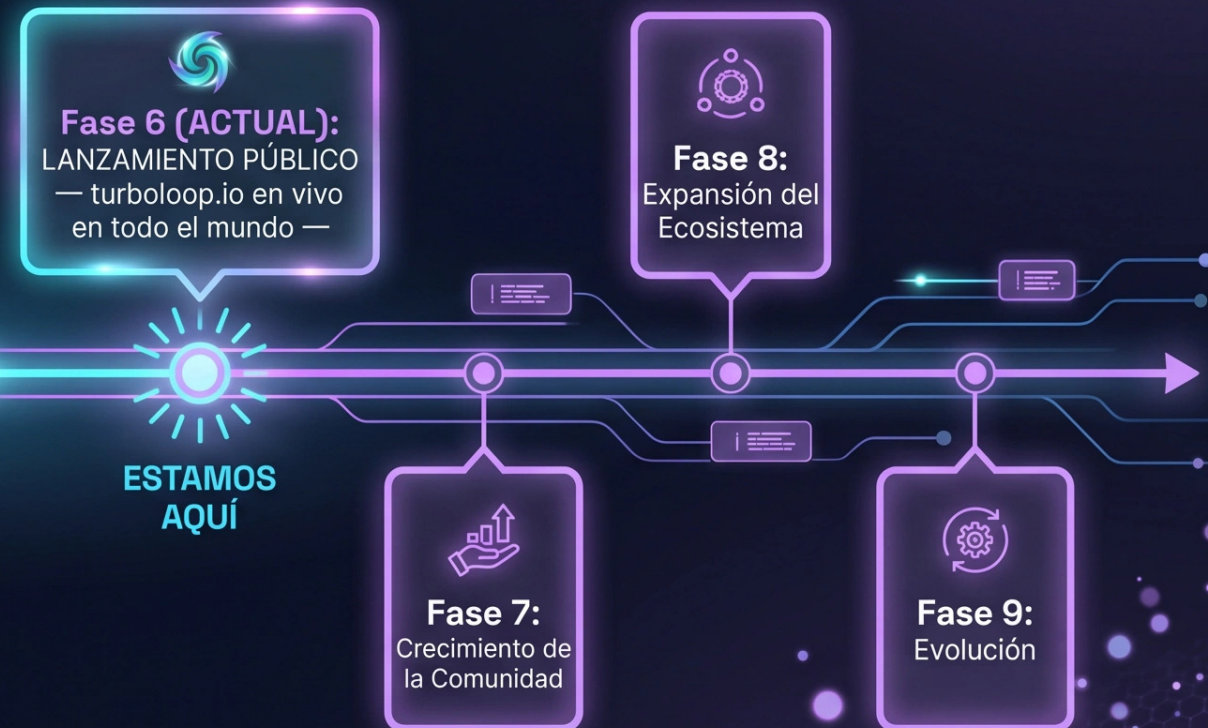 Fase 6 (ACTUAL):
LANZAMIENTO PÚBLICO
— turboloop.io en vivo
en todo el mundo —
ESTAMOS
AQUÍ
Fase 7:
Crecimiento de
la Comunidad
Fase 8:
Expansión del
Ecosistema
Fase 9:
Evolución